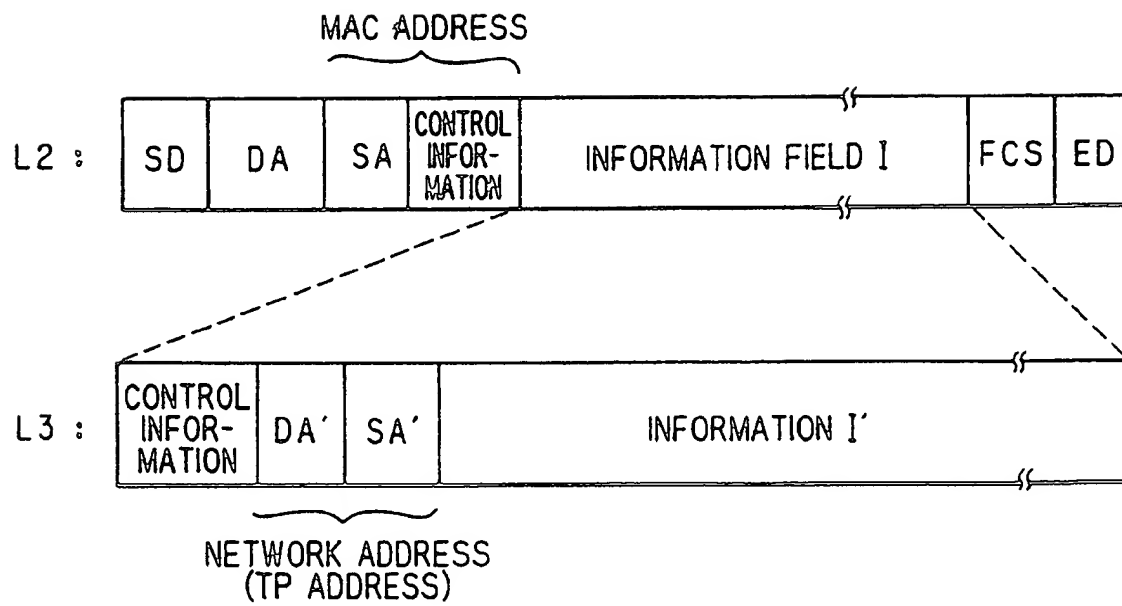 MAC ADDRESS
L2 : SD DA SA CONTROL INFOR- MATION INFORMATION FIELD I FCS ED
L3 : CONTROL INFOR- MATION DA' SA' INFORMATION I'
NETWORK ADDRESS
(TP ADDRESS)